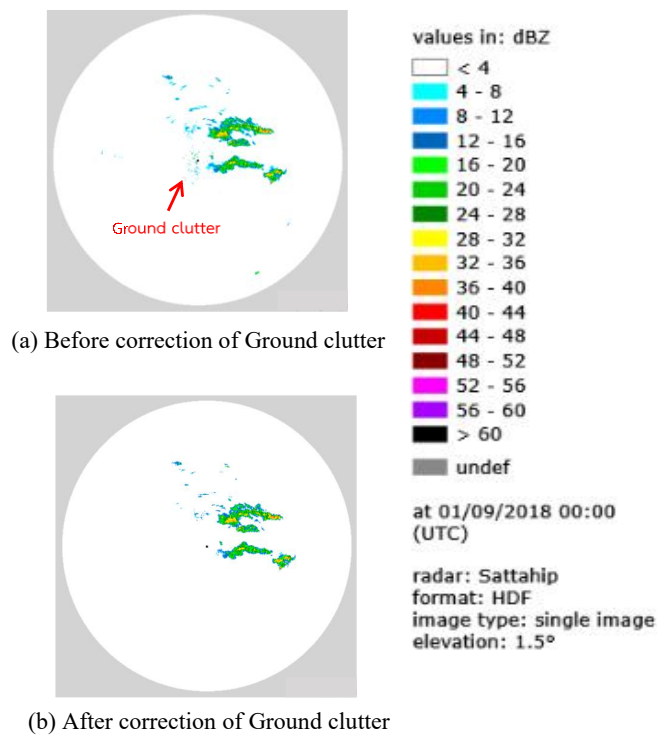 Ground clutter
(a) Before correction of Ground clutter
(b) After correction of Ground clutter
values in: dBZ
< 4
4 - 8
8 - 12
12 - 16
16 - 20
20 - 24
24 - 28
28 - 32
32 - 36
36 - 40
40 - 44
44 - 48
48 - 52
52 - 56
56 - 60
> 60
undef
at 01/09/2018 00:00
(UTC)
radar: Sattahip
format: HDF
image type: single image
elevation: 1.5°